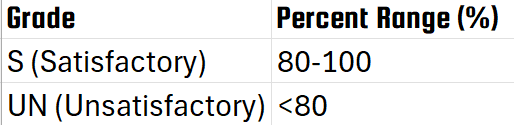 Grade Percent Range (%)
S (Satisfactory) 80-100
UN (Unsatisfactory) <80